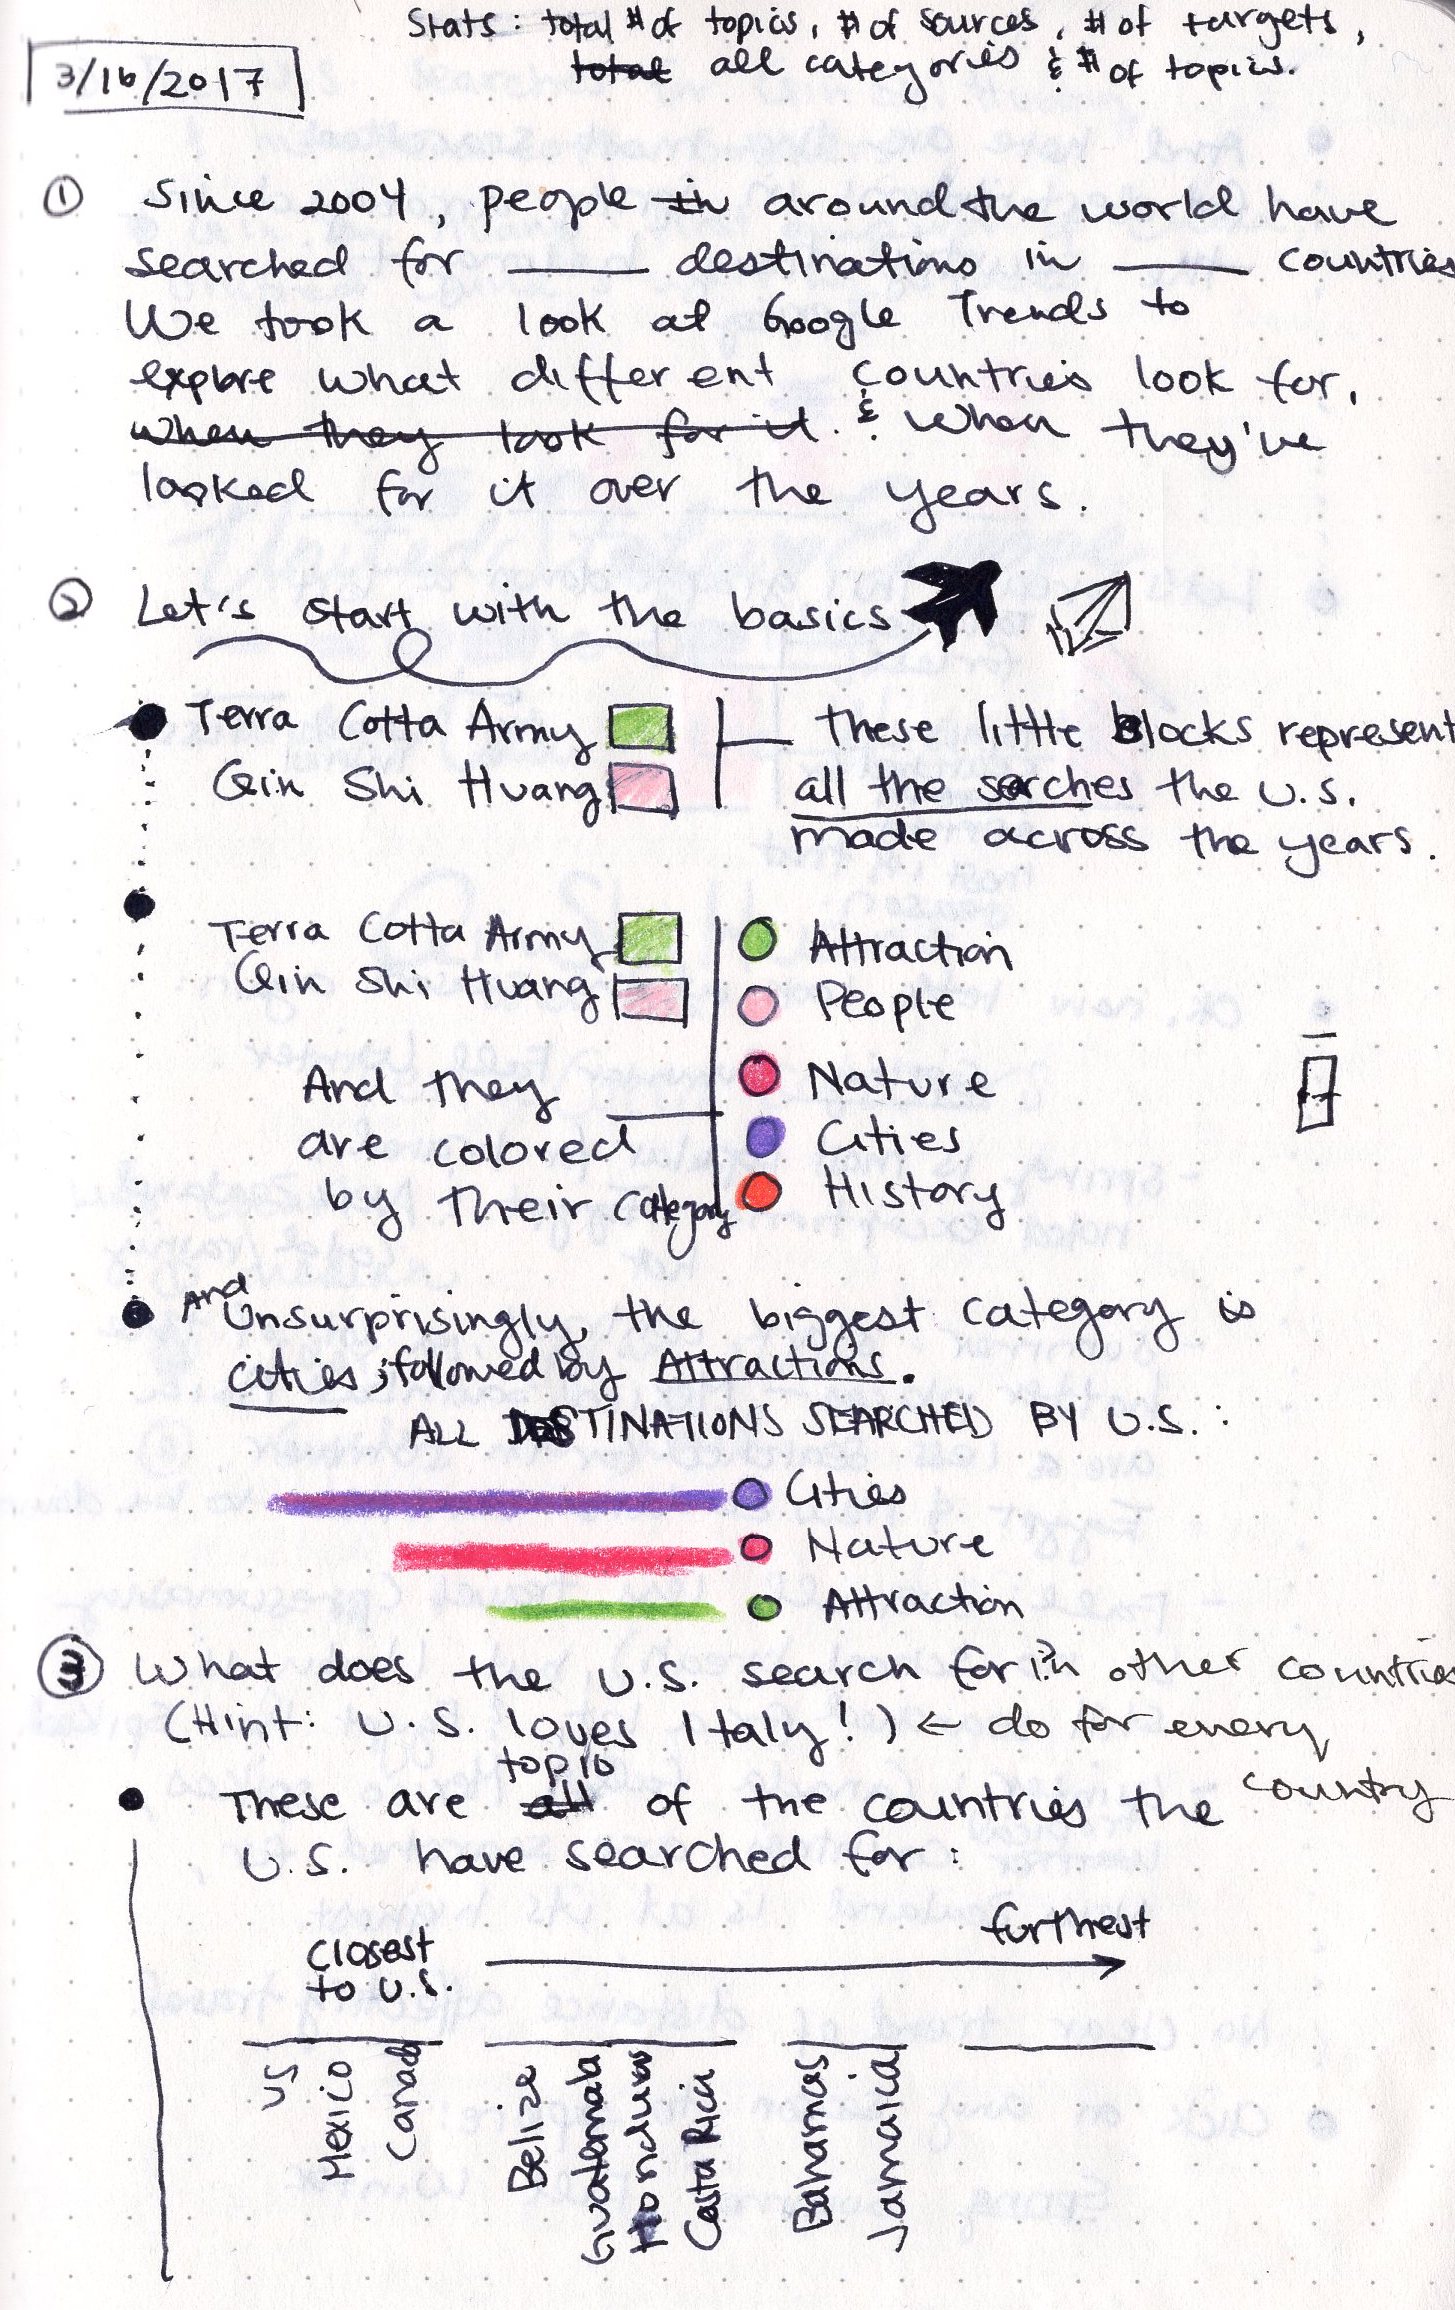 Stats: total # of topics, # of sources, # of targets,
total all categories & # of topics.
3/16/2017
① Since 2004, people in around the world have
searched for ____ destinations in ____ countries
We took a look at Google Trends to
explore what different countries look for,
when they look for it. & when they've
looked for it over the years.
② Let's start with the basics
Terra Cotta Army These little blocks represent
Qin Shi Huang all the serches the U.S.
made across the years.
Terra Cotta Army Attraction
Qin Shi Huang People
And they Nature
are colored Cities
by their category History
And Unsurprisingly, the biggest category is
cities, followed by Attractions.
ALL DESTINATIONS SEARCHED BY U.S.:
Cities
Nature
Attraction
③ What does the U.S. search for in other countries
(Hint: U.S. loves Italy!) ← do for every
country
top 10
These are all of the countries the
U.S. have searched for:
furthest
closest
to U.S.
US
Mexico
Canada
Belize
Guatemala
Honduras
Costa Rica
Bahamas
Jamaica